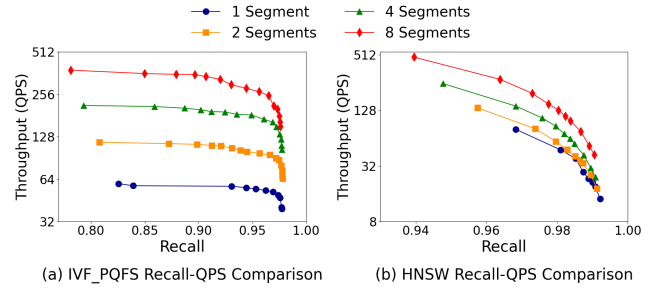 1 Segment
4 Segments
2 Segments
8 Segments
Throughput (QPS)
512
256
128
64
32
0.80
0.85
0.90
0.95
1.00
Recall
Throughput (QPS)
512
128
32
8
0.94
0.96
0.98
1.00
Recall
(a) IVF_PQFS Recall-QPS Comparison
(b) HNSW Recall-QPS Comparison